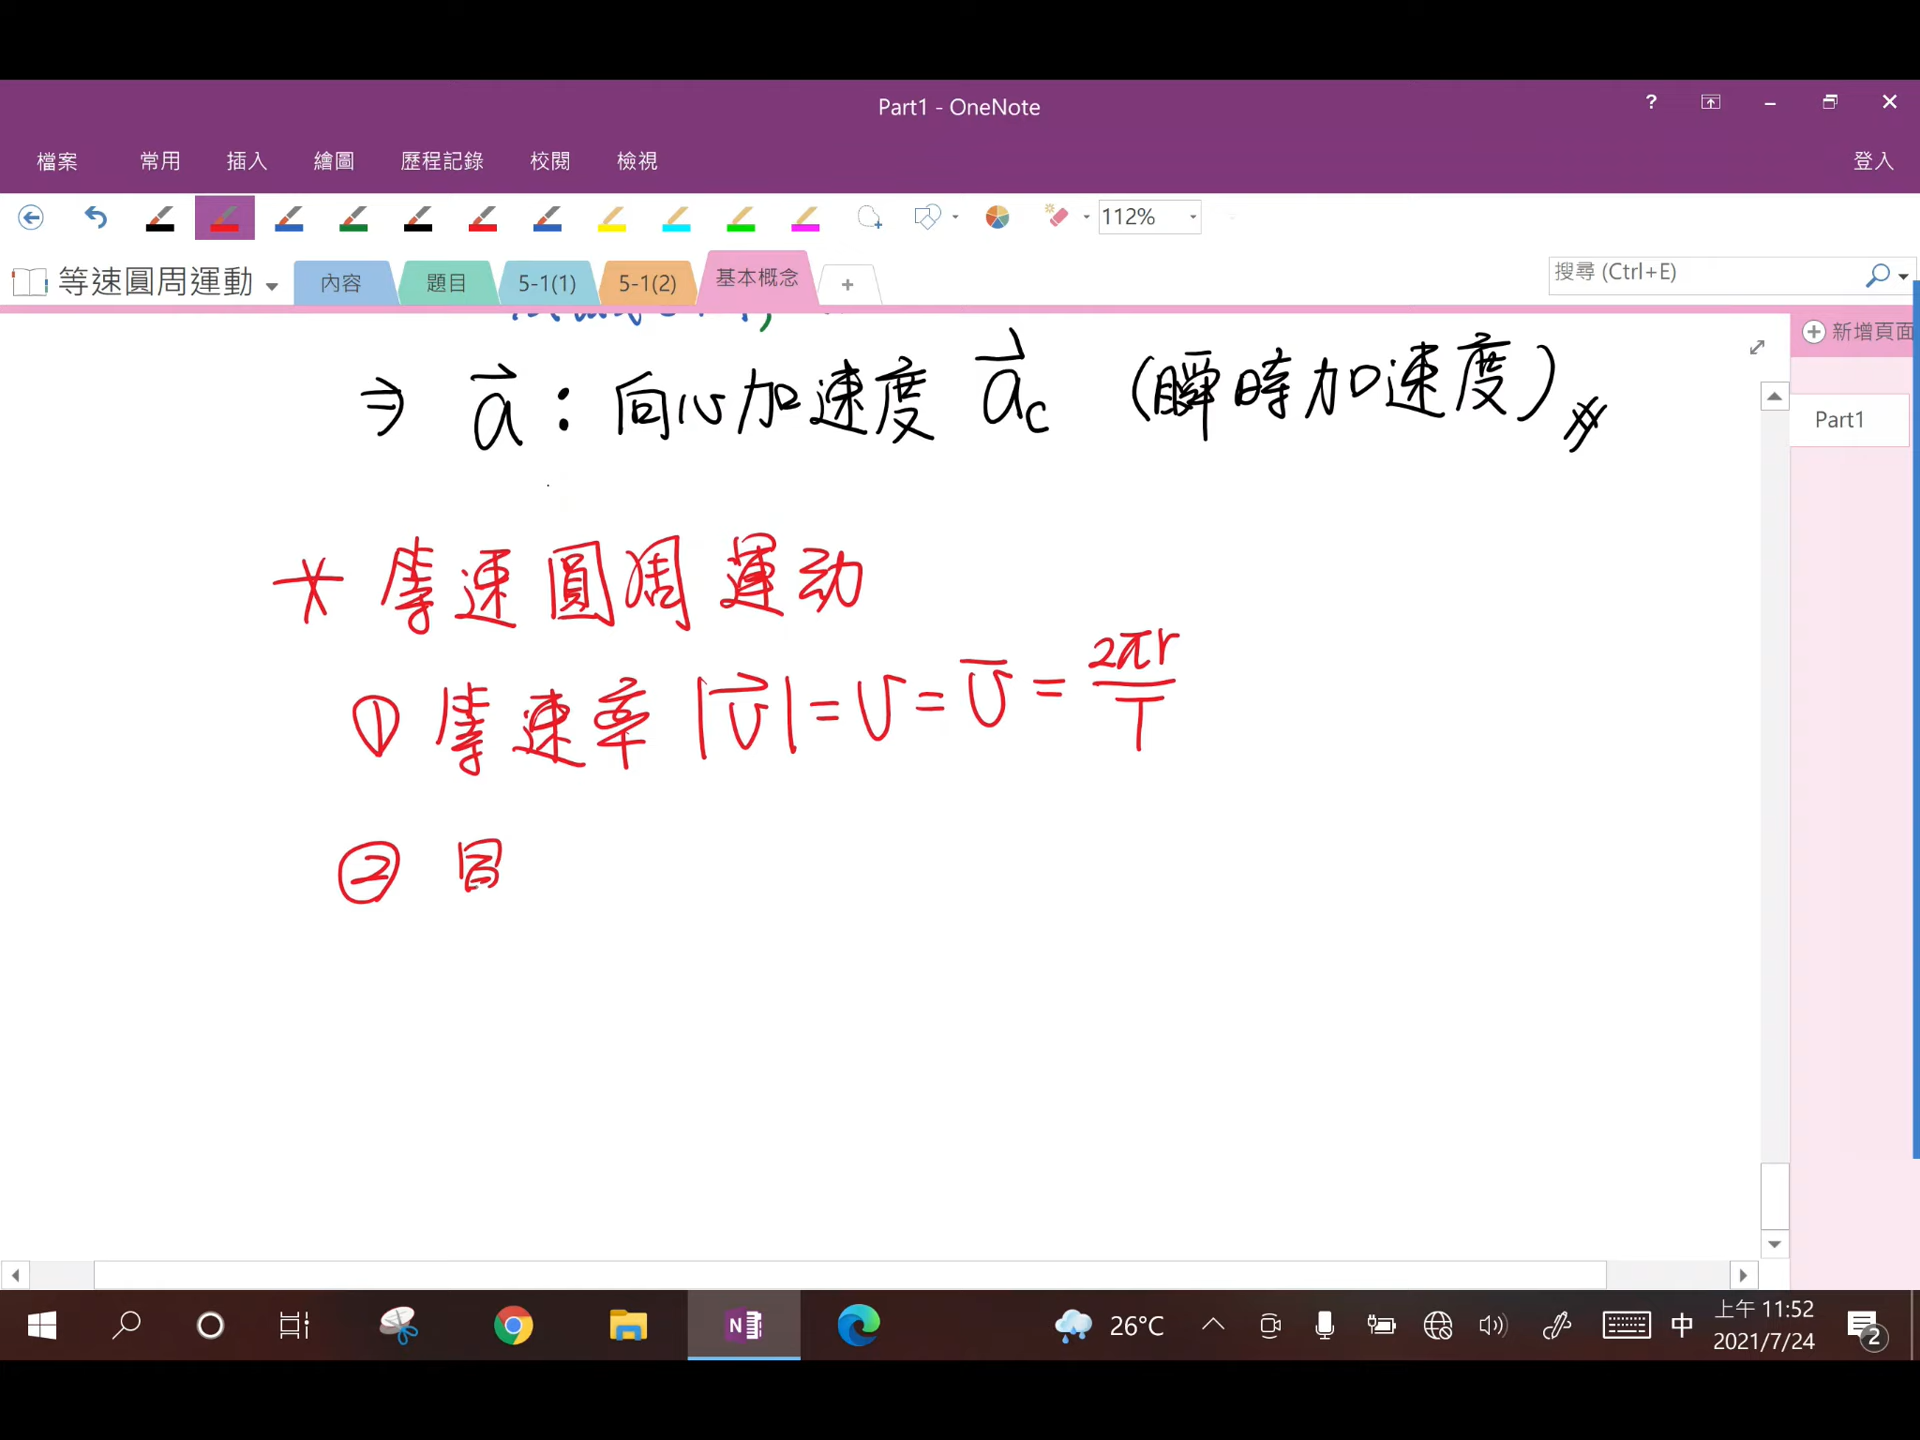 Part1 - OneNote
?
檔案 常用 插入 繪圖 歷程記錄 校閱 檢視 登入
112%
等速圓周運動 內容 題目 5-1(1) 5-1(2) 基本概念 + 搜尋 (Ctrl+E)
新增頁面
Part1
⇒ a⃗ : 向心加速度 a⃗c (瞬時加速度)
* 等速圓周運动
① 等速率 |v⃗| = v = v̄ = 2πr/T
②
26°C 中 上午 11:52
2021/7/24 2